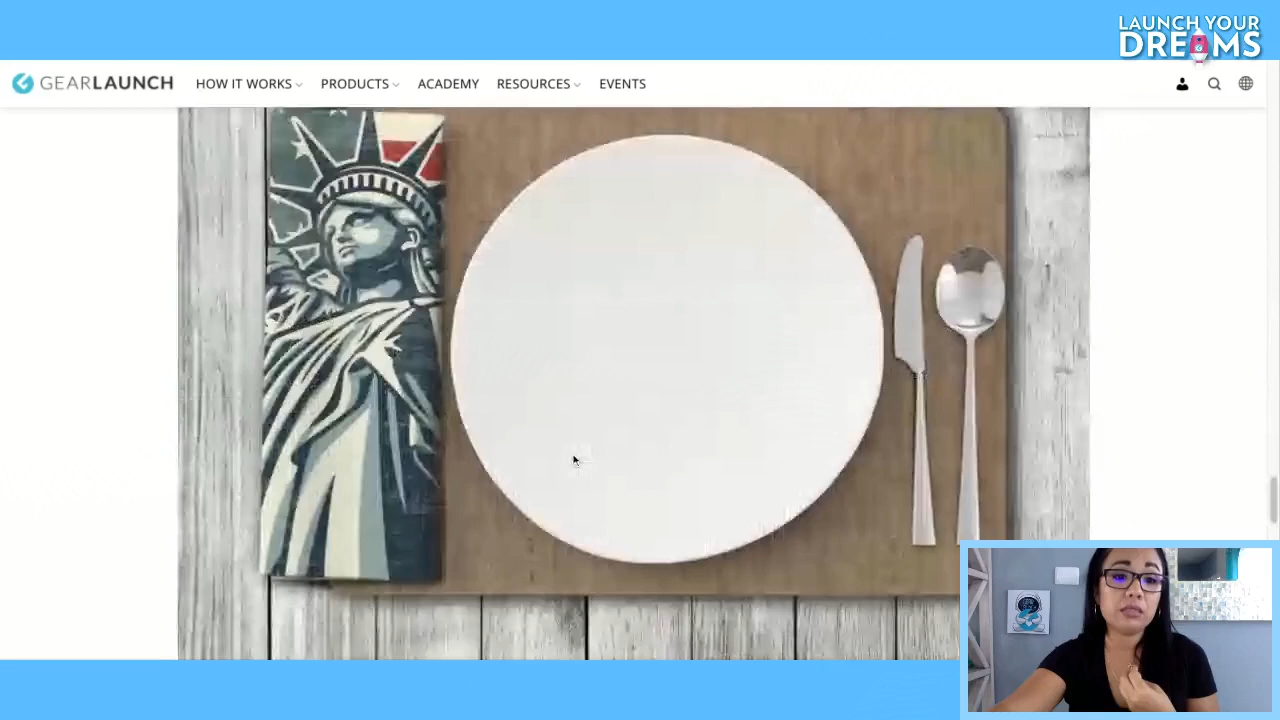 LAUNCH YOUR
DREAMS
GEARLAUNCH
HOW IT WORKS
PRODUCTS
ACADEMY
RESOURCES
EVENTS